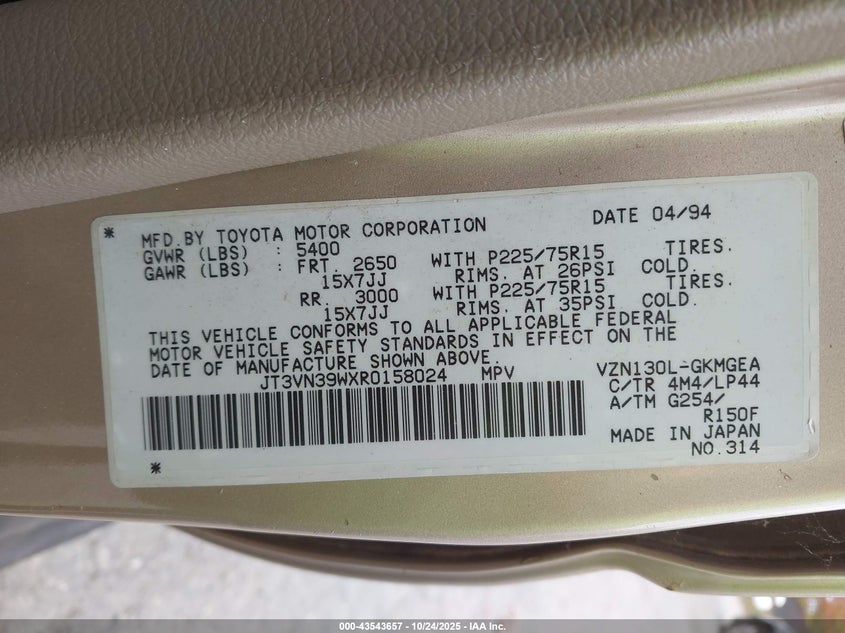 * MFD.BY TOYOTA MOTOR CORPORATION DATE 04/94
GVWR (LBS) : 5400
GAWR (LBS) : FRT. 2650 WITH P225/75R15 TIRES.
15X7JJ RIMS. AT 26PSI COLD.
RR. 3000 WITH P225/75R15 TIRES.
15X7JJ RIMS. AT 35PSI COLD.
THIS VEHICLE CONFORMS TO ALL APPLICABLE FEDERAL
MOTOR VEHICLE SAFETY STANDARDS IN EFFECT ON THE
DATE OF MANUFACTURE SHOWN ABOVE.
JT3VN39WXR0158024 MPV VZN130L-GKMGEA
C/TR 4M4/LP44
A/TM G254/
R150F
MADE IN JAPAN
* NO.314
000-43543657 - 10/24/2025 - IAA Inc.